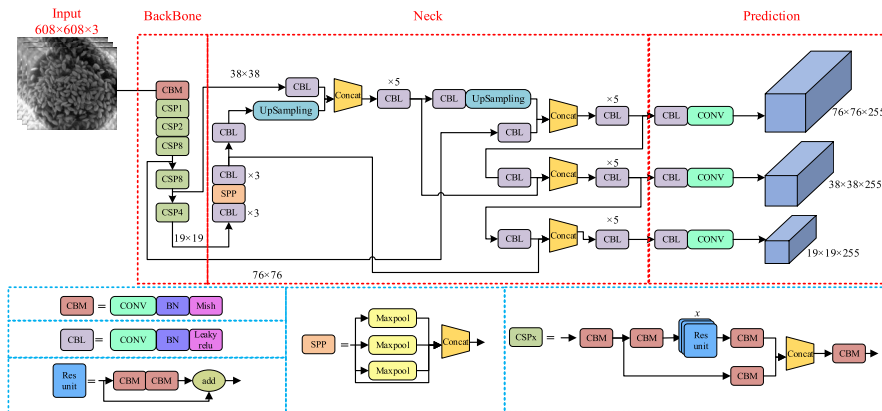 Input
608×608×3
BackBone
Neck
Prediction
CBM
CSP1
CSP2
CSP8
CSP8
CSP4
19×19
38×38
CBL
UpSampling
CBL
CBL
×3
SPP
CBL
×3
Concat
×5
CBL
CBL
UpSampling
CBL
Concat
×5
CBL
CBL
Concat
×5
CBL
CBL
Concat
×5
CBL
76×76
CBL
CONV
76×76×255
CBL
CONV
38×38×255
CBL
CONV
19×19×255
CBM
=
CONV
BN
Mish
CBL
=
CONV
BN
Leaky
relu
Res
unit
=
CBM
CBM
add
SPP
=
Maxpool
Maxpool
Maxpool
Concat
CSPx
=
CBM
CBM
x
Res
unit
CBM
CBM
Concat
CBM